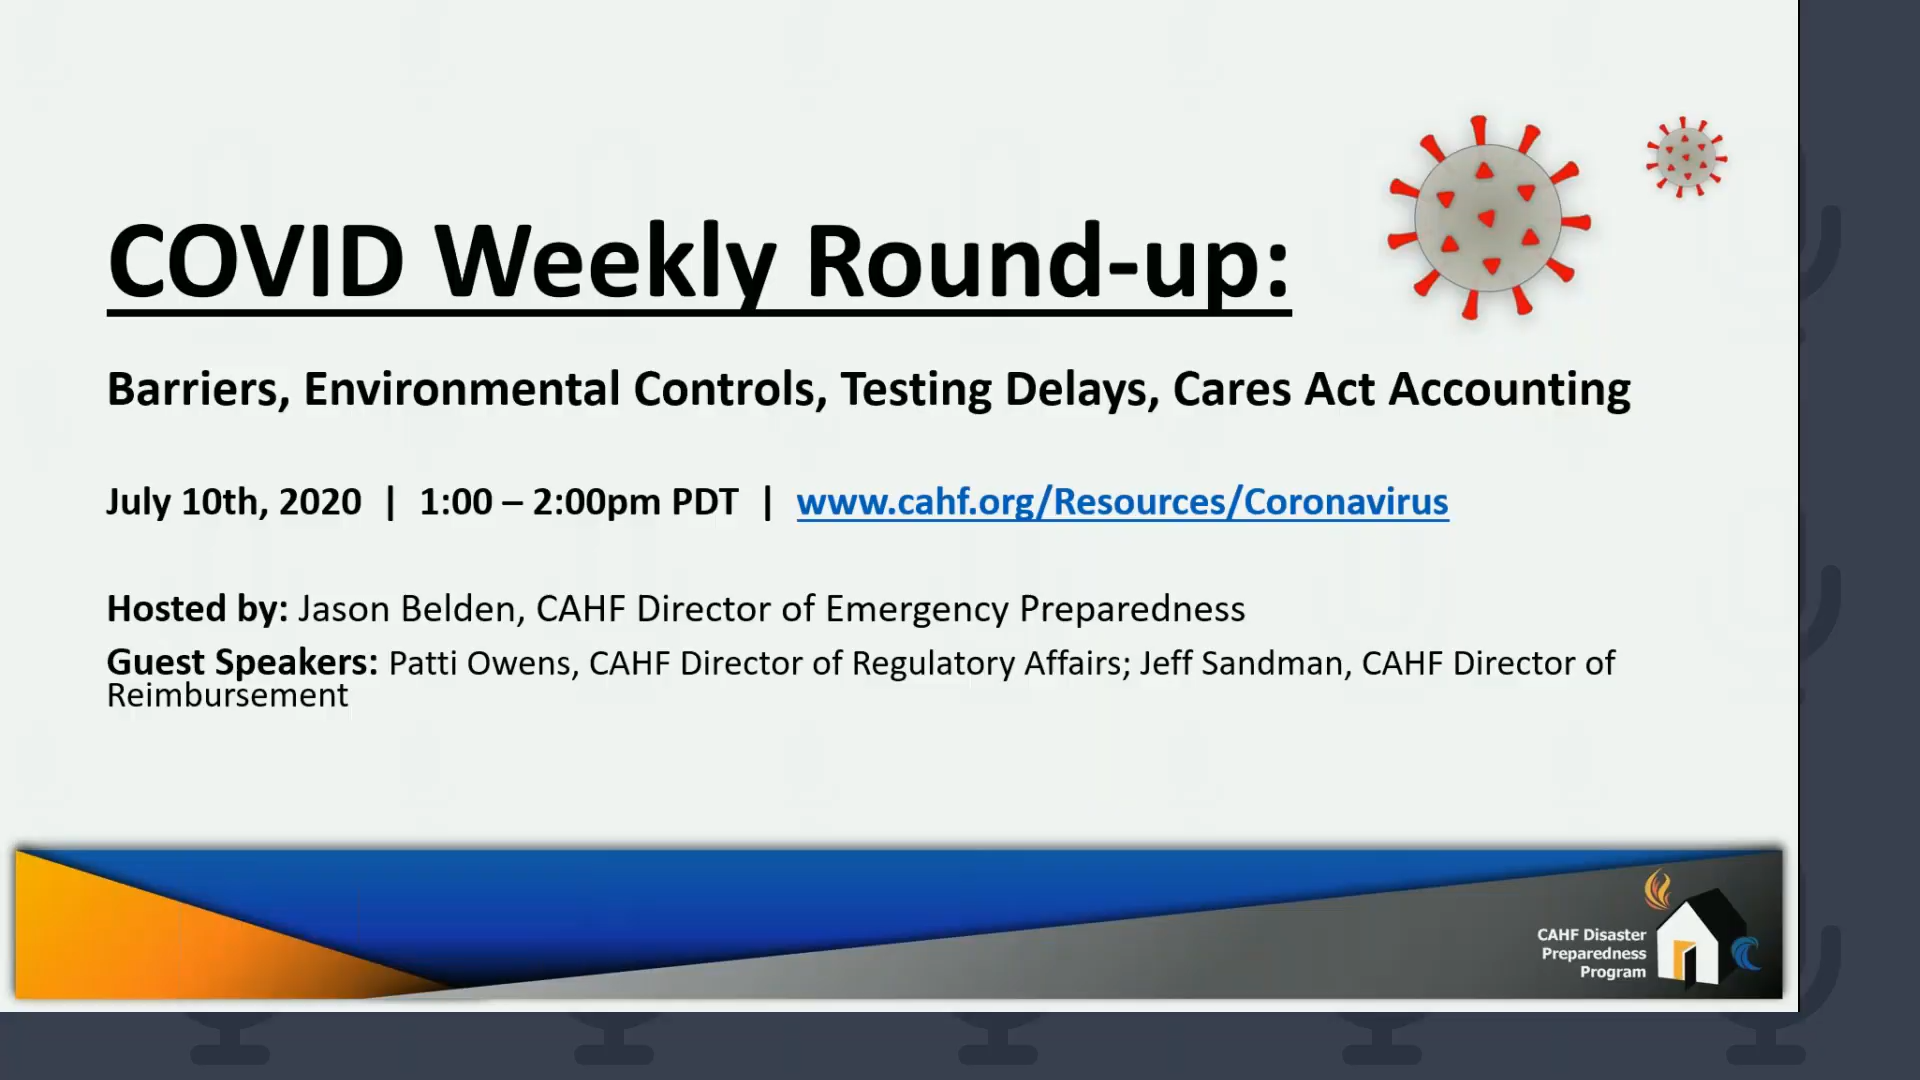 COVID Weekly Round-up:
Barriers, Environmental Controls, Testing Delays, Cares Act Accounting
July 10th, 2020 | 1:00 – 2:00pm PDT | www.cahf.org/Resources/Coronavirus
Hosted by: Jason Belden, CAHF Director of Emergency Preparedness
Guest Speakers: Patti Owens, CAHF Director of Regulatory Affairs; Jeff Sandman, CAHF Director of
Reimbursement
CAHF Disaster
Preparedness
Program